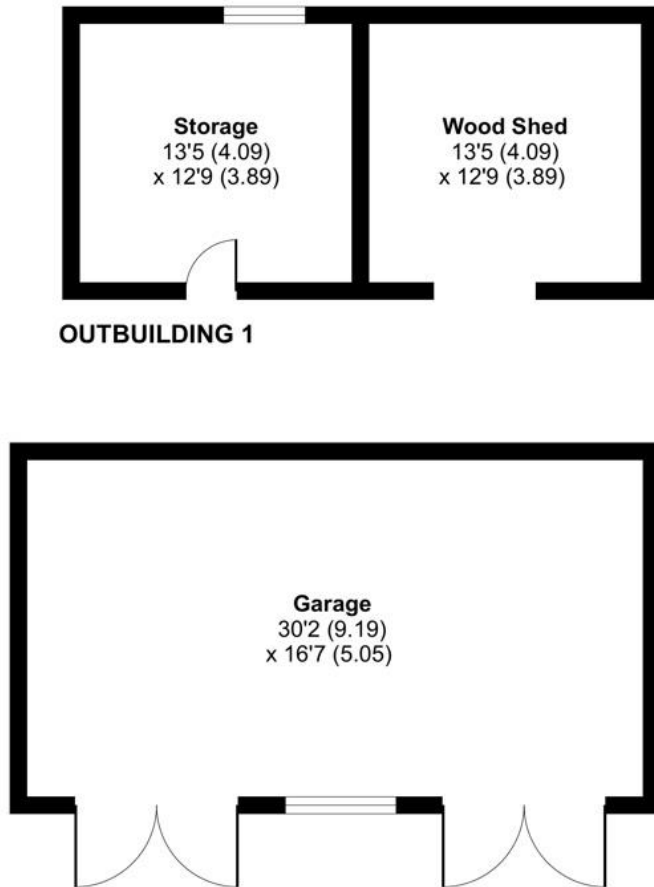 Storage
13'5 (4.09)
x 12'9 (3.89)
Wood Shed
13'5 (4.09)
x 12'9 (3.89)
OUTBUILDING 1
Garage
30'2 (9.19)
x 16'7 (5.05)